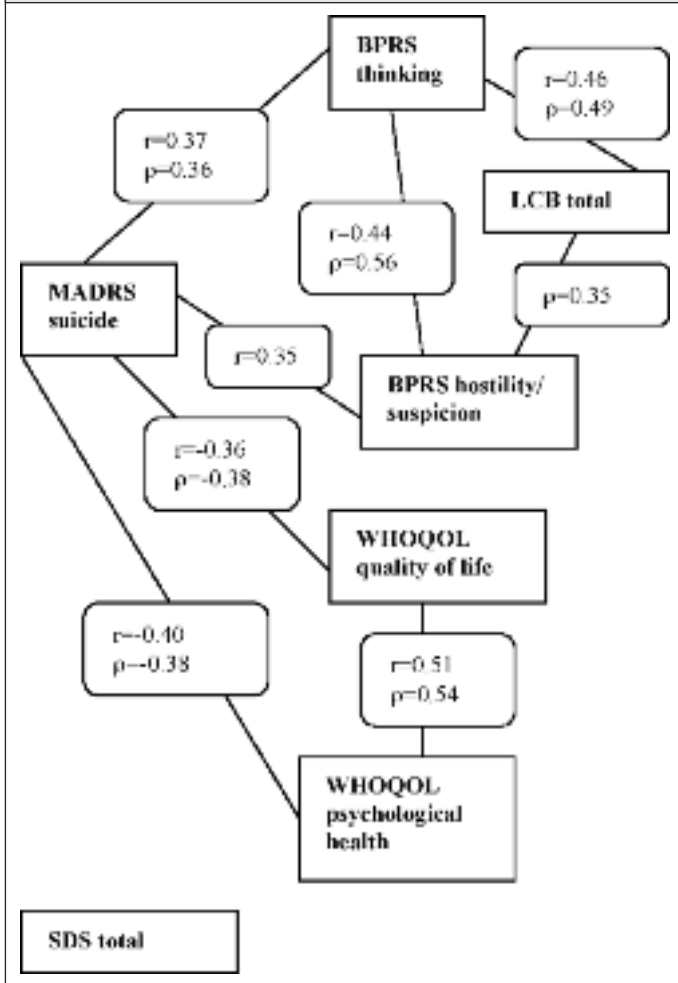 BPRS
thinking
r=0.46
ρ=0.49
r=0.37
ρ=0.36
LCB total
r=0.44
ρ=0.56
MADRS
suicide
ρ=0.35
r=0.35
BPRS hostility/
suspicion
r=-0.36
ρ=-0.38
WHOQOL
quality of life
r=-0.40
ρ=-0.38
r=0.51
ρ=0.54
WHOQOL
psychological
health
SDS total